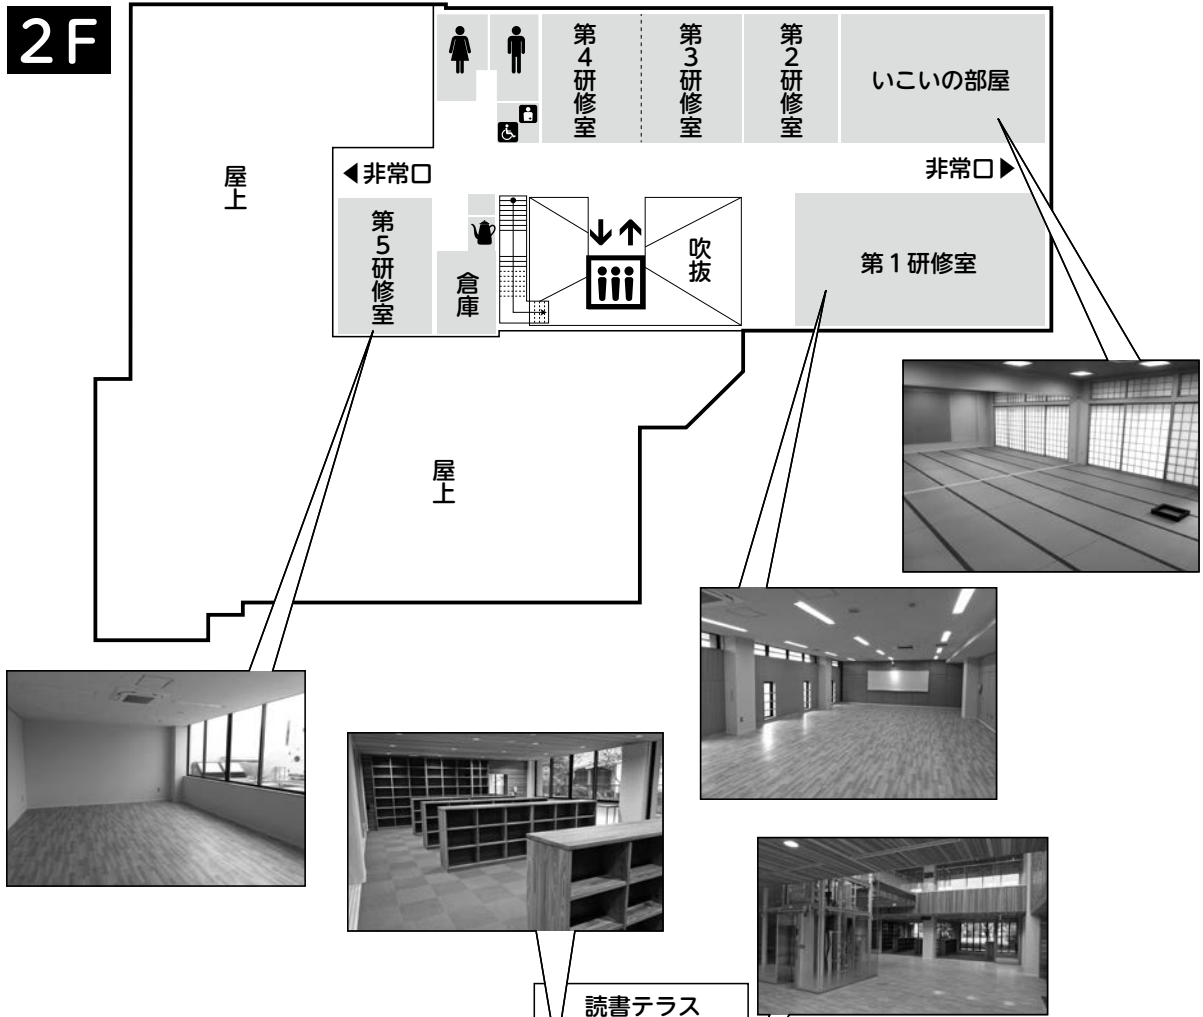 2F
第4研修室
第3研修室
第2研修室
いこいの部屋
屋上
◀非常口
非常口▶
第5研修室
倉庫
吹抜
第1研修室
屋上
読書テラス